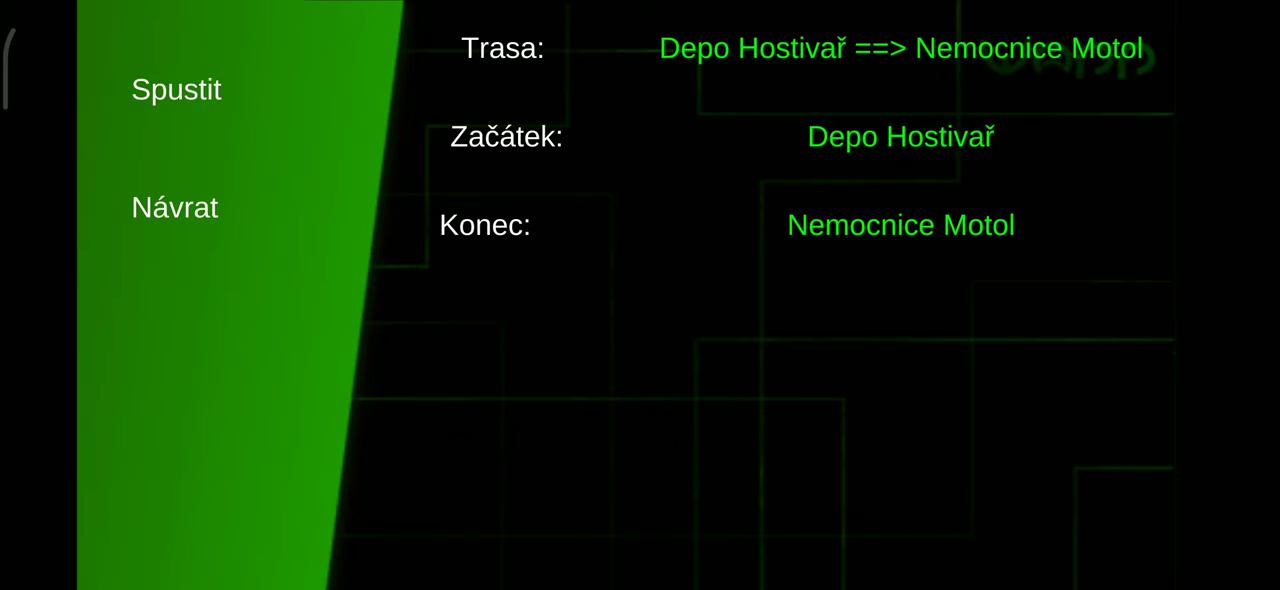 Trasa: Depo Hostivař ==> Nemocnice Motol
Spustit
Začátek: Depo Hostivař
Návrat
Konec: Nemocnice Motol